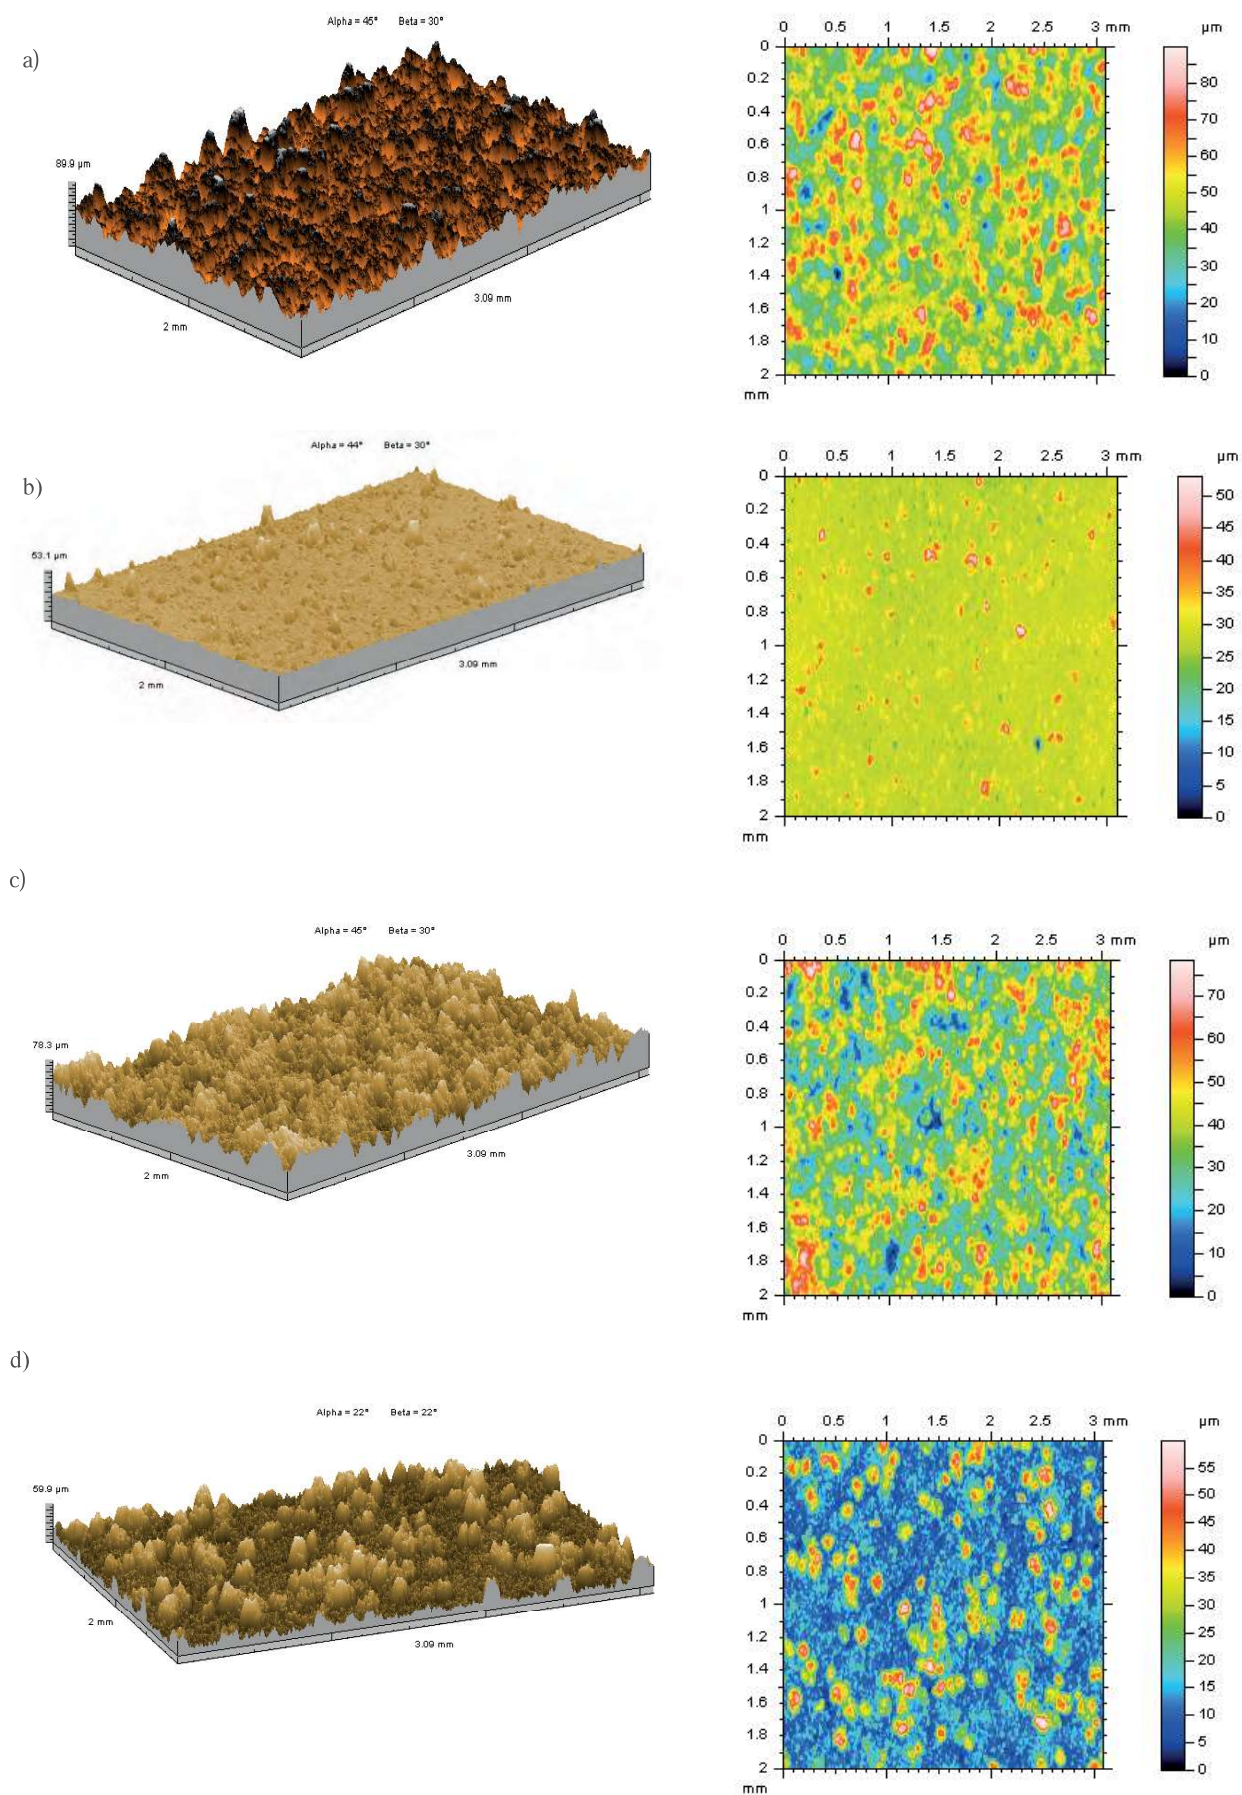 a)
Alpha = 45° Beta = 30°
89.9 µm
2 mm
3.09 mm
0 0.5 1 1.5 2 2.5 3 mm
0
0.2
0.4
0.6
0.8
1
1.2
1.4
1.6
1.8
2
mm
µm
80
70
60
50
40
30
20
10
0
b)
Alpha = 44° Beta = 30°
53.1 µm
2 mm
3.09 mm
0 0.5 1 1.5 2 2.5 3 mm
0
0.2
0.4
0.6
0.8
1
1.2
1.4
1.6
1.8
2
mm
µm
50
45
40
35
30
25
20
15
10
5
0
c)
Alpha = 45° Beta = 30°
78.3 µm
2 mm
3.09 mm
0 0.5 1 1.5 2 2.5 3 mm
0
0.2
0.4
0.6
0.8
1
1.2
1.4
1.6
1.8
2
mm
µm
70
60
50
40
30
20
10
0
d)
Alpha = 22° Beta = 22°
59.9 µm
2 mm
3.09 mm
0 0.5 1 1.5 2 2.5 3 mm
0
0.2
0.4
0.6
0.8
1
1.2
1.4
1.6
1.8
2
mm
µm
55
50
45
40
35
30
25
20
15
10
5
0